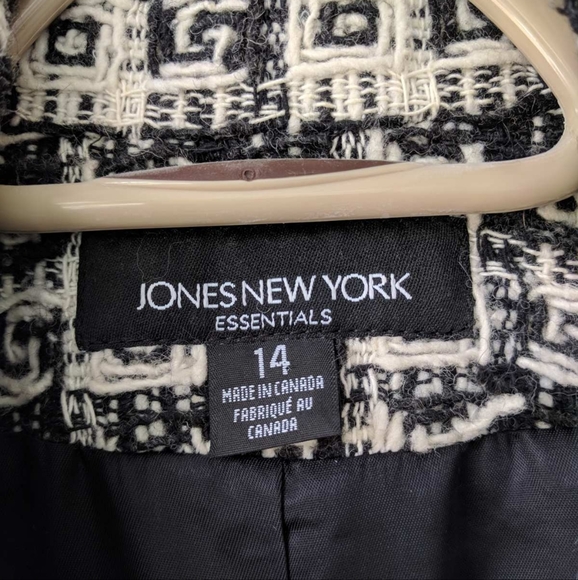 JONES NEW YORK
ESSENTIALS
14
MADE IN CANADA
FABRIQUÉ AU
CANADA